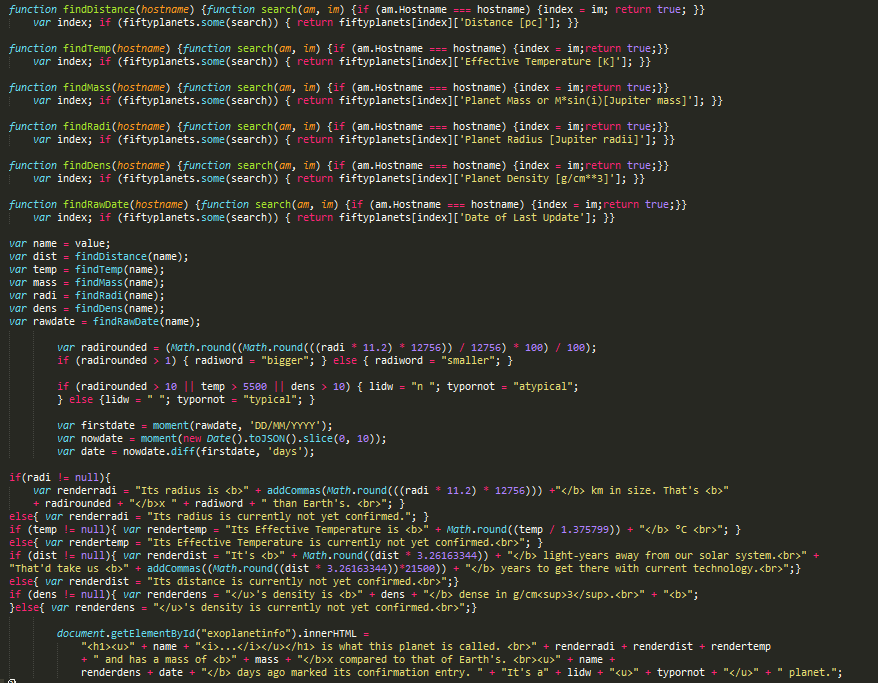 function findDistance(hostname) {function search(am, im) {if (am.Hostname === hostname) {index = im; return true; }}
var index; if (fiftyplanets.some(search)) { return fiftyplanets[index]['Distance [pc]']; }}
function findTemp(hostname) {function search(am, im) {if (am.Hostname === hostname) {index = im;return true;}}
var index; if (fiftyplanets.some(search)) { return fiftyplanets[index]['Effective Temperature [K]']; }}
function findMass(hostname) {function search(am, im) {if (am.Hostname === hostname) {index = im;return true;}}
var index; if (fiftyplanets.some(search)) { return fiftyplanets[index]['Planet Mass or M*sin(i)[Jupiter mass]']; }}
function findRadi(hostname) {function search(am, im) {if (am.Hostname === hostname) {index = im;return true;}}
var index; if (fiftyplanets.some(search)) { return fiftyplanets[index]['Planet Radius [Jupiter radii]']; }}
function findDens(hostname) {function search(am, im) {if (am.Hostname === hostname) {index = im;return true;}}
var index; if (fiftyplanets.some(search)) { return fiftyplanets[index]['Planet Density [g/cm**3]']; }}
function findRawDate(hostname) {function search(am, im) {if (am.Hostname === hostname) {index = im;return true;}}
var index; if (fiftyplanets.some(search)) { return fiftyplanets[index]['Date of Last Update']; }}
var name = value;
var dist = findDistance(name);
var temp = findTemp(name);
var mass = findMass(name);
var radi = findRadi(name);
var dens = findDens(name);
var rawdate = findRawDate(name);
var radirounded = (Math.round((Math.round(((radi * 11.2) * 12756)) / 12756) * 100) / 100);
if (radirounded > 1) { radiword = "bigger"; } else { radiword = "smaller"; }
if (radirounded > 10 || temp > 5500 || dens > 10) { lidw = "n "; typornot = "atypical";
} else {lidw = " "; typornot = "typical"; }
var firstdate = moment(rawdate, 'DD/MM/YYYY');
var nowdate = moment(new Date().toJSON().slice(0, 10));
var date = nowdate.diff(firstdate, 'days');
if(radi != null){
var renderradi = "Its radius is <b>" + addCommas(Math.round(((radi * 11.2) * 12756))) +"</b> km in size. That's <b>"
+ radirounded + "</b>x " + radiword + " than Earth's. <br>"; }
else{ var renderradi = "Its radius is currently not yet confirmed."; }
if (temp != null){ var rendertemp = "Its Effective Temperature is <b>" + Math.round((temp / 1.375799)) + "</b> °C <br>"; }
else{ var rendertemp = "Its Effective Temperature is currently not yet confirmed.<br>"; }
if (dist != null){ var renderdist = "It's <b>" + Math.round((dist * 3.26163344)) + "</b> light-years away from our solar system.<br>" +
"That'd take us <b>" + addCommas((Math.round((dist * 3.26163344))*21500)) + "</b> years to get there with current technology.<br>";}
else{ var renderdist = "Its distance is currently not yet confirmed.<br>";}
if (dens != null){ var renderdens = "</u>'s density is <b>" + dens + "</b> dense in g/cm<sup>3</sup>.<br>" + "<b>";
}else{ var renderdens = "</u>'s density is currently not yet confirmed.<br>";}
document.getElementById("exoplanetinfo").innerHTML =
"<h1><u>" + name + "<i>...</i></u></h1> is what this planet is called. <br>" + renderradi + renderdist + rendertemp
+ " and has a mass of <b>" + mass + "</b>x compared to that of Earth's. <br><u>" + name +
renderdens + date + "</b> days ago marked its confirmation entry. " + "It's a" + lidw + "<u>" + typornot + "</u>" + " planet.";